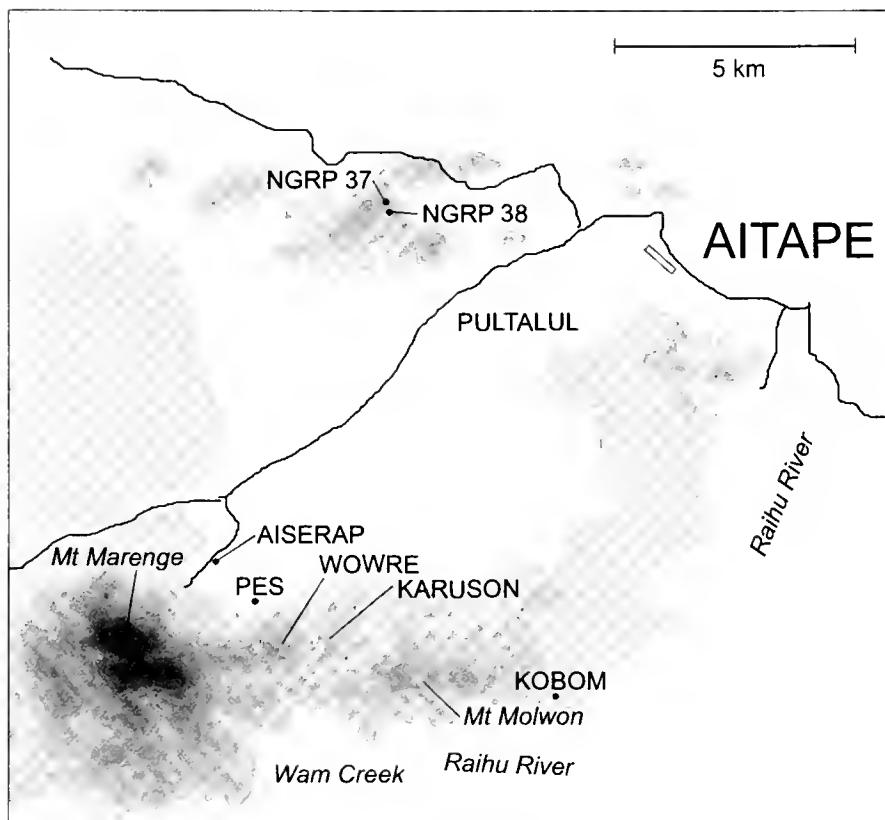 5 km
NGRP 37
NGRP 38
AITAPE
PULTALUL
Raihu River
AISERAP
Mt Marenge
WOWRE
PES
KARUSON
KOBOM
Mt Molwon
Raihu River
Wam Creek